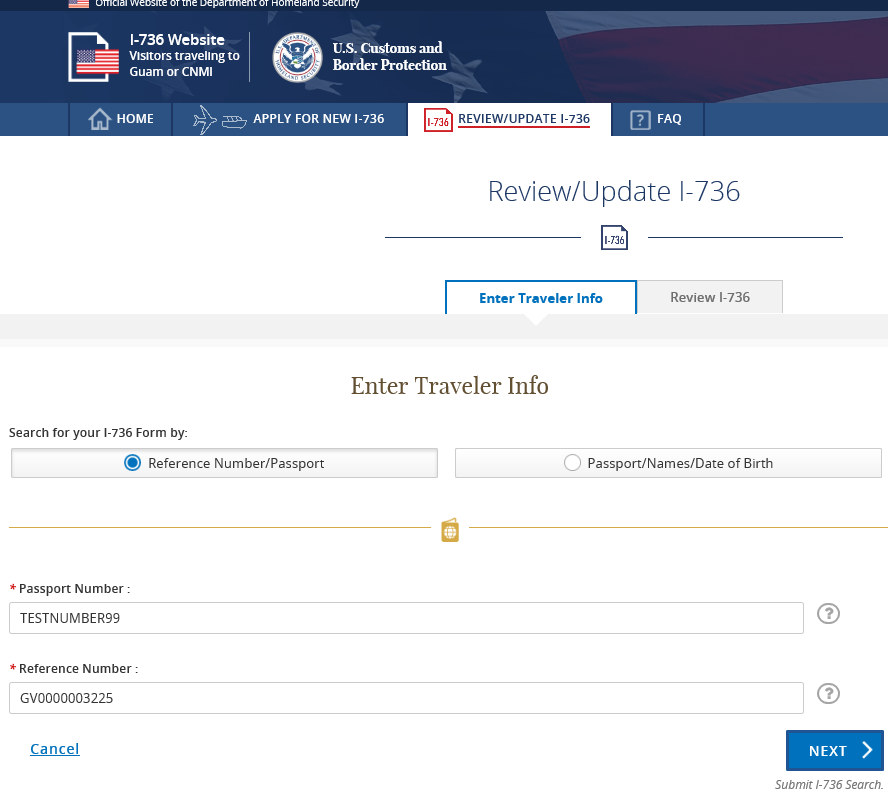 Official Website of the Department of Homeland Security
I-736 Website
Visitors traveling to
Guam or CNMI
U.S. Customs and
Border Protection
HOME
APPLY FOR NEW I-736
I-736
REVIEW/UPDATE I-736
?
FAQ
Review/Update I-736
I-736
Enter Traveler Info
Review I-736
Enter Traveler Info
Search for your I-736 Form by:
Reference Number/Passport
Passport/Names/Date of Birth
* Passport Number :
TESTNUMBER99
?
* Reference Number :
GV0000003225
?
Cancel
NEXT
Submit I-736 Search.